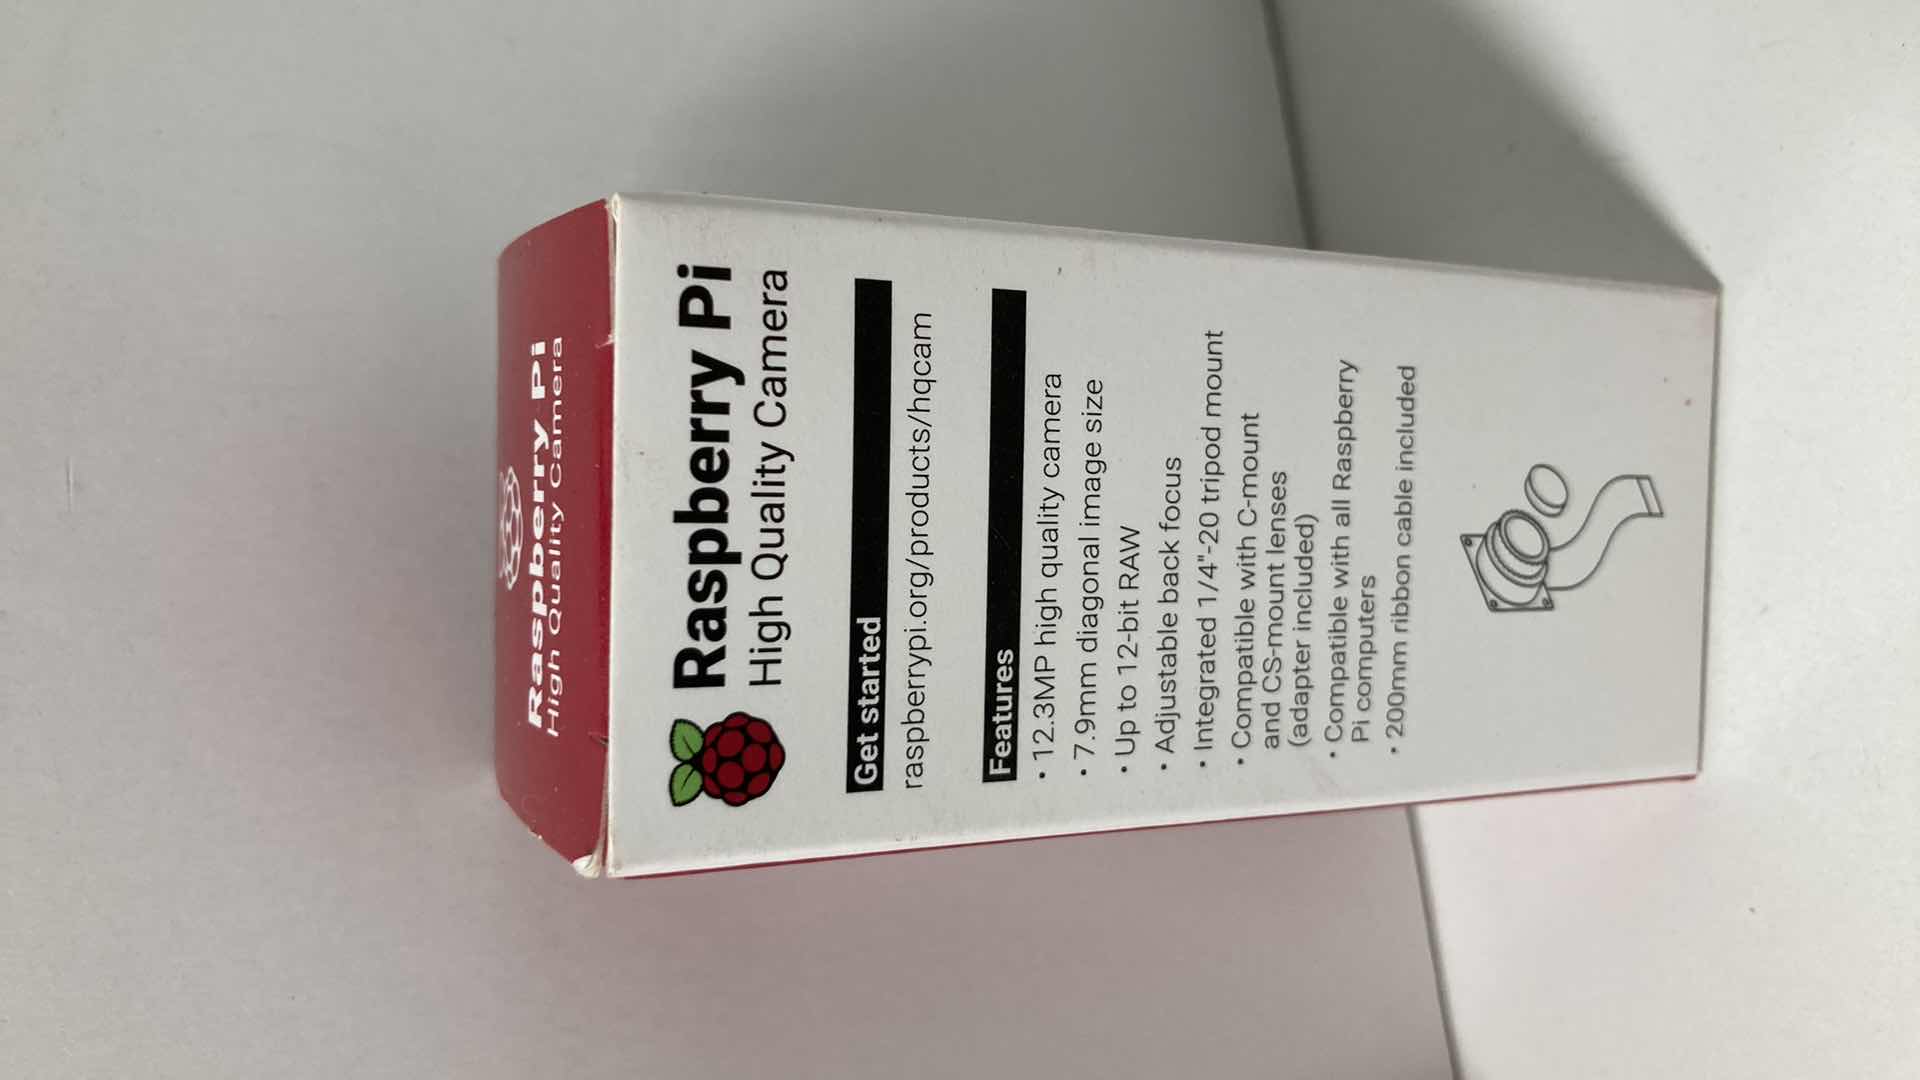 Raspberry Pi
High Quality Camera
Raspberry Pi
High Quality Camera
Get started
raspberrypi.org/products/hqcam
Features
• 12.3MP high quality camera
• 7.9mm diagonal image size
• Up to 12-bit RAW
• Adjustable back focus
• Integrated 1/4"-20 tripod mount
• Compatible with C-mount
and CS-mount lenses
(adapter included)
• Compatible with all Raspberry
Pi computers
• 200mm ribbon cable included